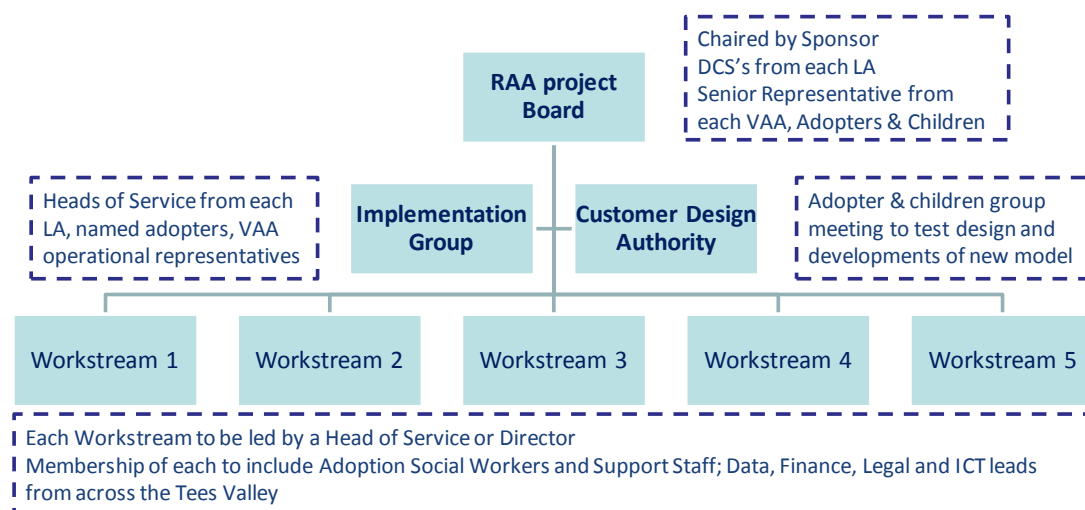 RAA project
Board
Chaired by Sponsor
DCS's from each LA
Senior Representative from
each VAA, Adopters & Children
Heads of Service from each
LA, named adopters, VAA
operational representatives
Implementation
Group
Customer Design
Authority
Adopter & children group
meeting to test design and
developments of new model
Workstream 1
Workstream 2
Workstream 3
Workstream 4
Workstream 5
Each Workstream to be led by a Head of Service or Director
Membership of each to include Adoption Social Workers and Support Staff; Data, Finance, Legal and ICT leads
from across the Tees Valley